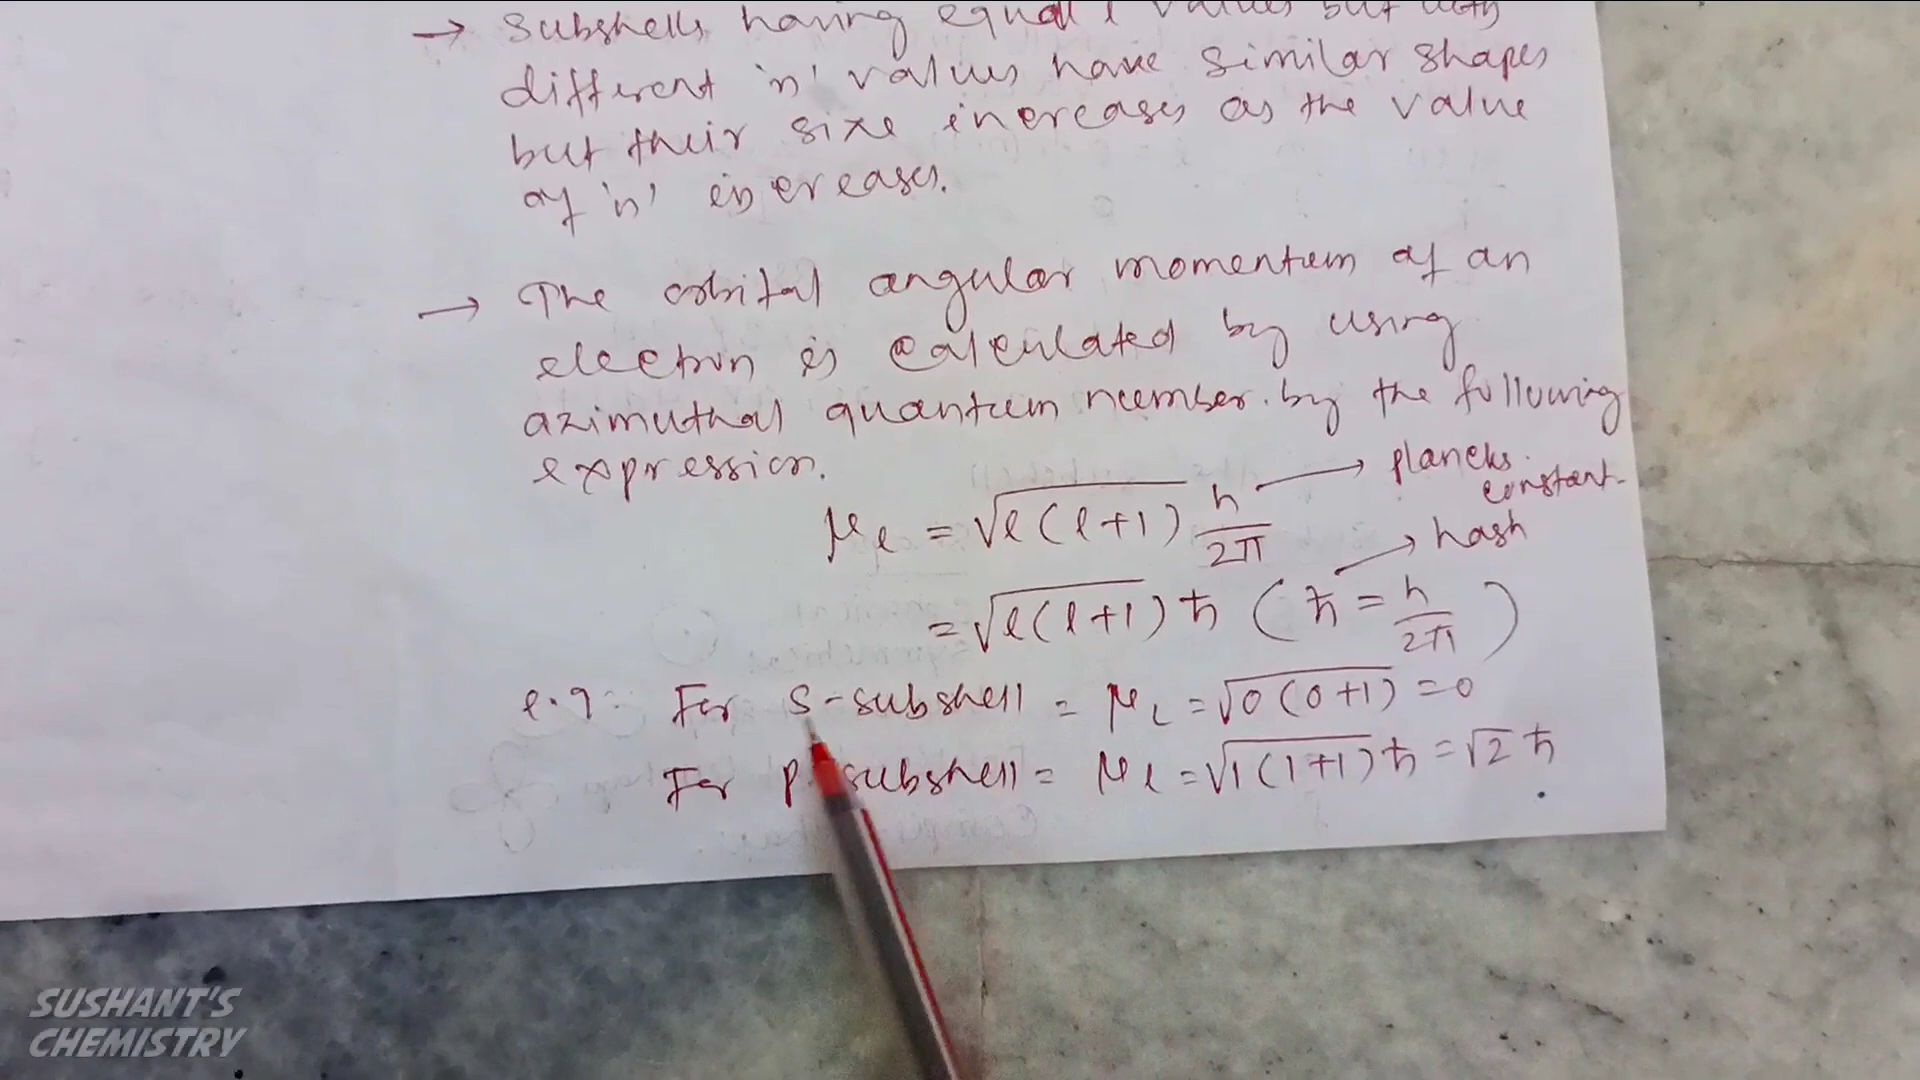 → Subshells having equal l values but with
different 'n' values have similar shapes
but their size increases as the value
of 'n' increases.
→ The orbital angular momentum of an
electron is calculated by using
azimuthal quantum number. by the following
expression.
μₗ = √l(l+1) h/2π → plancks constant.
= √l(l+1) ħ ( ħ = h/2π ) → hash
e.g: For s-subshell = μₗ = √0(0+1) = 0
For p-subshell = μₗ = √1(1+1) ħ = √2 ħ
SUSHANT'S
CHEMISTRY